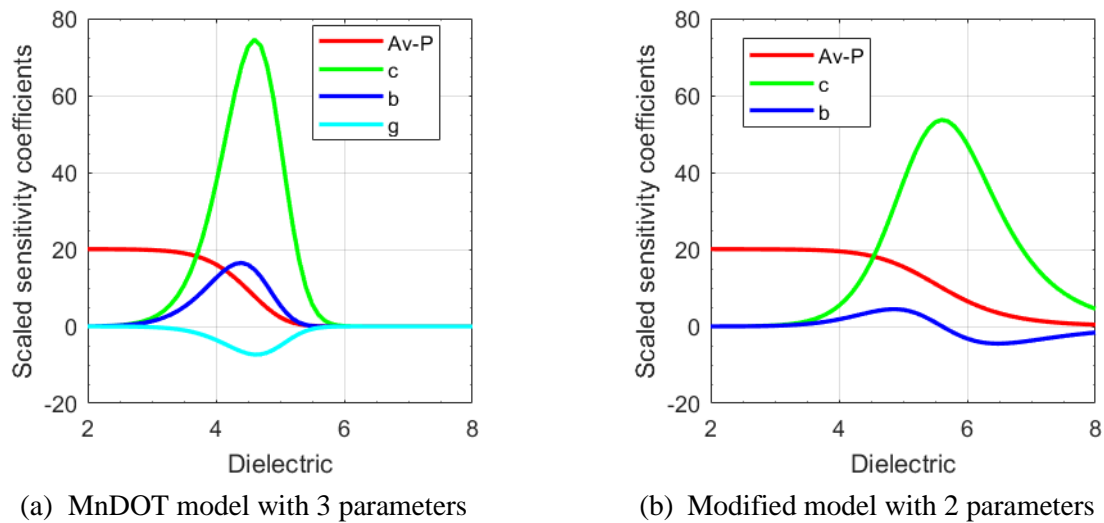 80
60
40
20
0
-20
Scaled sensitivity coefficients
Av-P
c
b
g
2
4
6
8
Dielectric
(a) MnDOT model with 3 parameters
80
60
40
20
0
-20
Scaled sensitivity coefficients
Av-P
c
b
2
4
6
8
Dielectric
(b) Modified model with 2 parameters